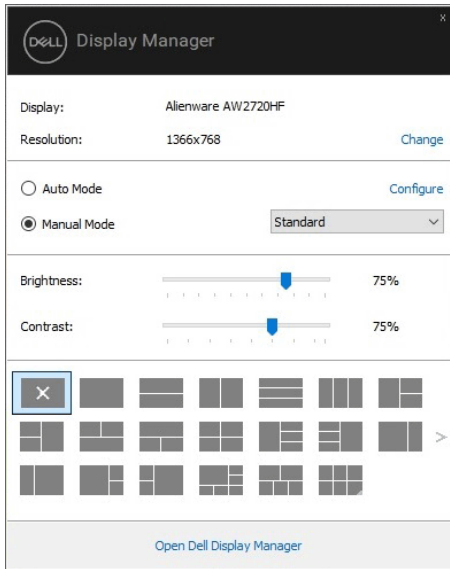 x
DELL Display Manager
Display: Alienware AW2720HF
Resolution: 1366x768 Change
Auto Mode Configure
Manual Mode Standard
Brightness: 75%
Contrast: 75%
>
Open Dell Display Manager